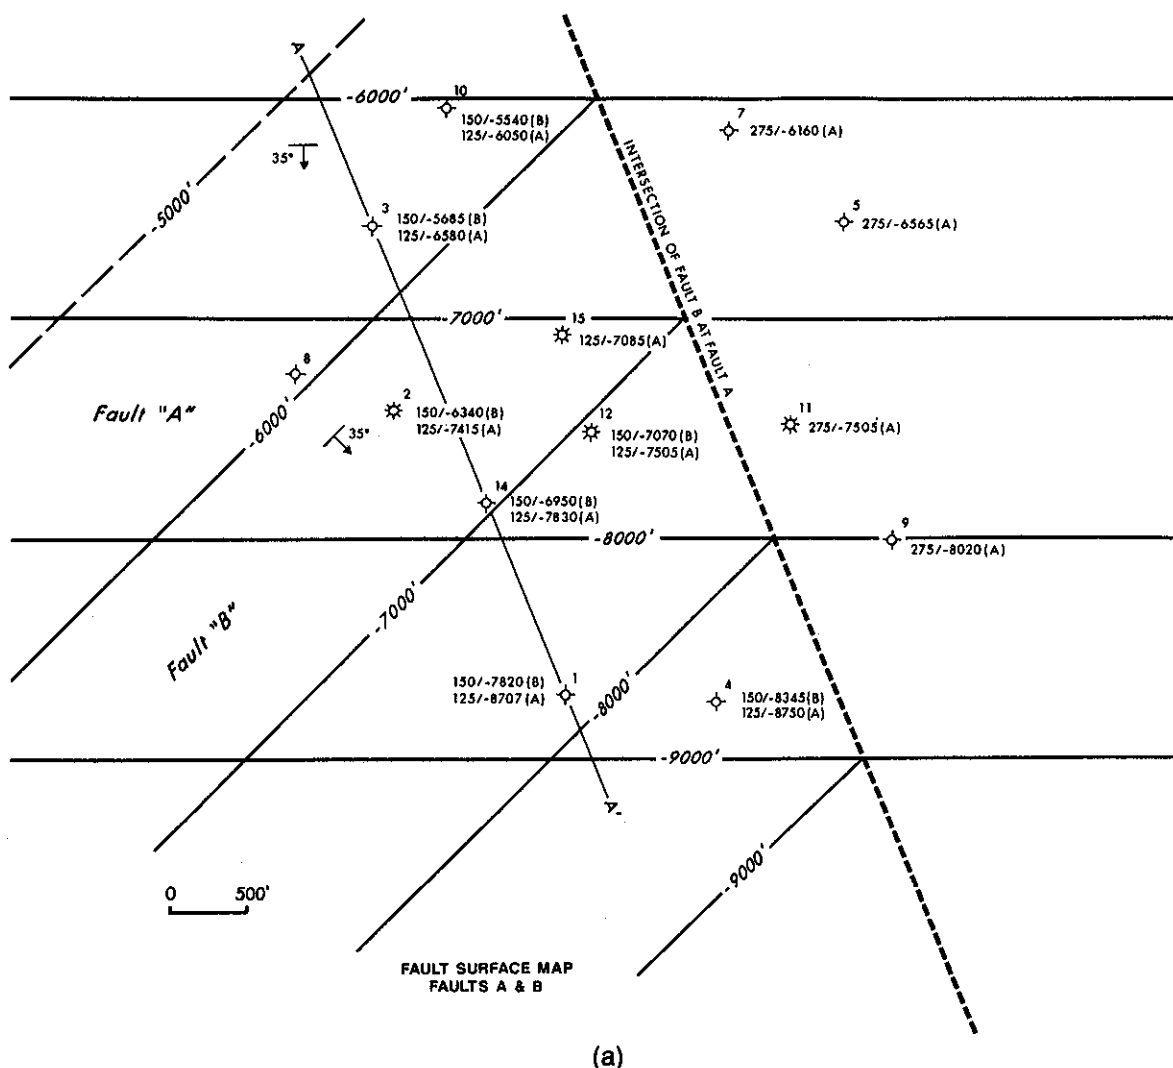 A
-6000'
10
150/-5540(B)
125/-6050(A)
7
275/-6160(A)
35°
-5000'
3
150/-5685(B)
125/-6580(A)
INTERSECTION OF FAULT B AT FAULT A
5
275/-6565(A)
-7000'
15
125/-7085(A)
8
Fault "A"
-6000'
2
150/-6340(B)
125/-7415(A)
35°
12
150/-7070(B)
125/-7505(A)
11
275/-7505(A)
14
150/-6950(B)
125/-7830(A)
-8000'
9
275/-8020(A)
Fault "B"
-7000'
150/-7820(B)
125/-8707(A)
1
-8000'
4
150/-8345(B)
125/-8750(A)
-9000'
A'
-9000'
0 500'
FAULT SURFACE MAP
FAULTS A & B
(a)